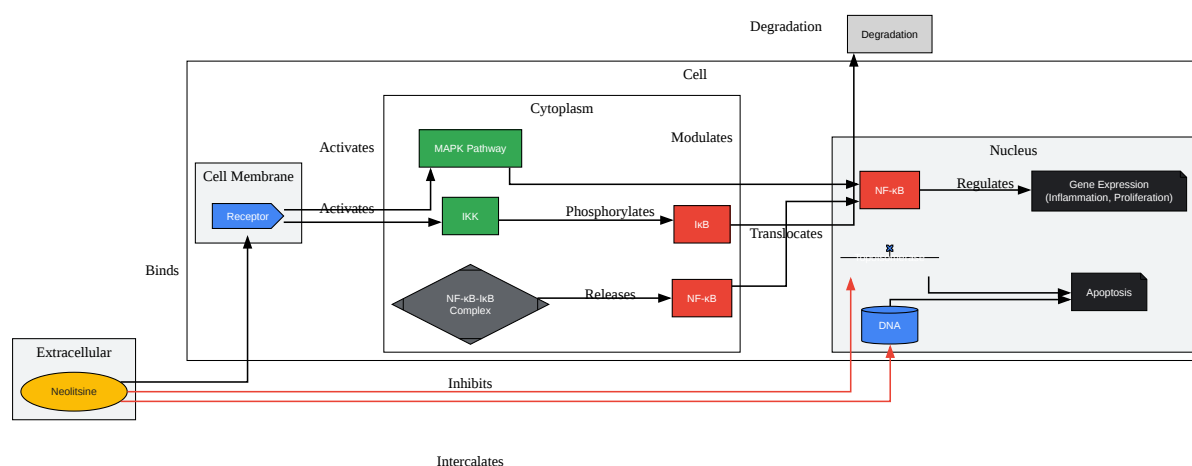 Degradation
Degradation
Cell
Cytoplasm
Activates
MAPK Pathway
Modulates
Nucleus
Cell Membrane
NF-κB
Regulates
Gene Expression
(Inflammation, Proliferation)
Receptor
Activates
IKK
Phosphorylates
IκB
Translocates
Binds
NF-κB-IκB
Complex
Releases
NF-κB
Apoptosis
DNA
Extracellular
Neolitsine
Inhibits
Intercalates